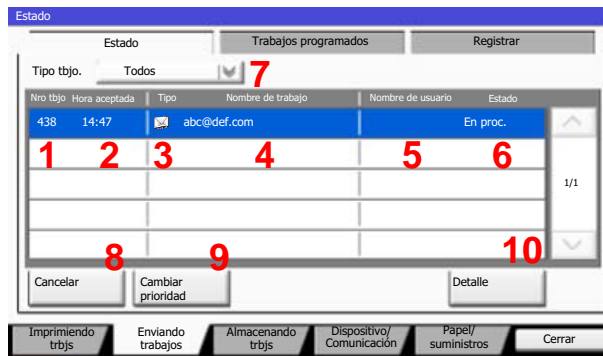 Estado
Estado Trabajos programados Registrar
Tipo tbjo. Todos 7
Nro tbjo Hora aceptada Tipo Nombre de trabajo Nombre de usuario Estado
438 14:47 abc@def.com En proc.
1 2 3 4 5 6
1/1
8 9 10
Cancelar Cambiar prioridad Detalle
Imprimiendo trbjs Enviando trabajos Almacenando trbjs Dispositivo/ Comunicación Papel/ suministros Cerrar